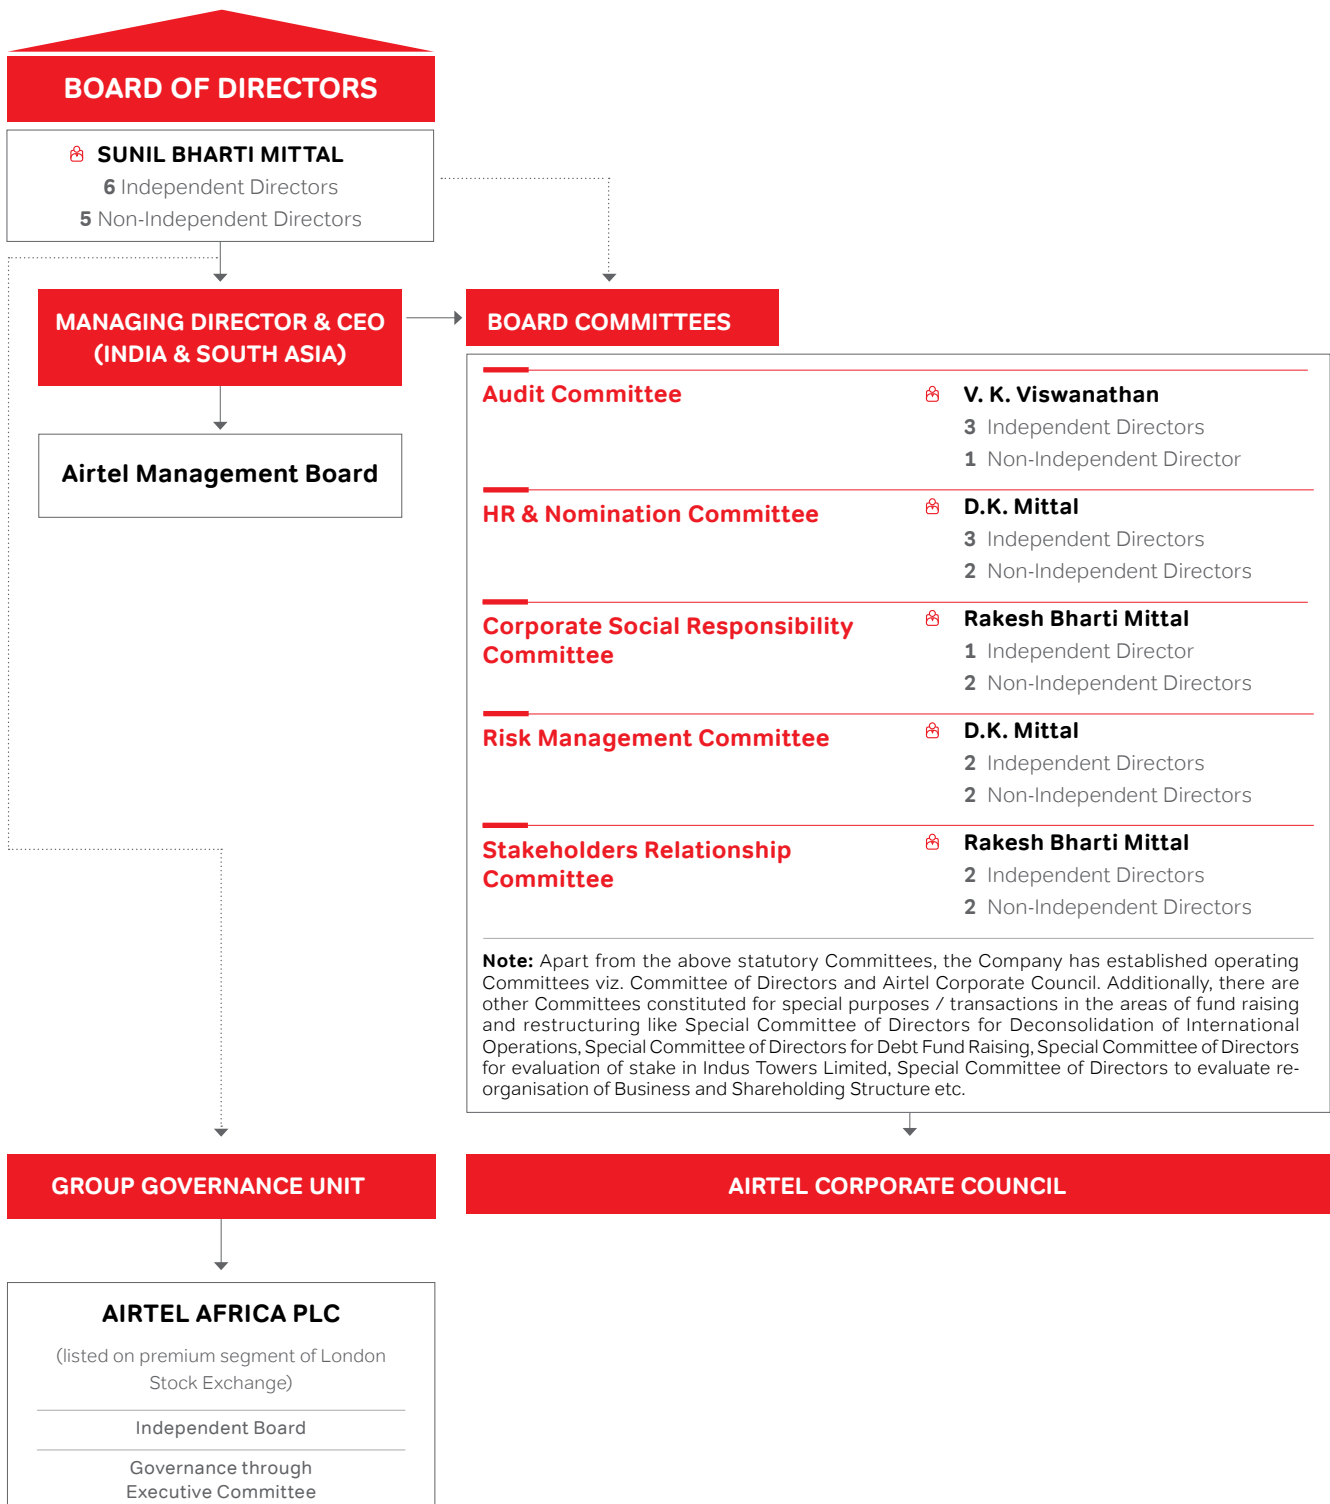 BOARD OF DIRECTORS
SUNIL BHARTI MITTAL
6 Independent Directors
5 Non-Independent Directors
MANAGING DIRECTOR & CEO
(INDIA & SOUTH ASIA)
Airtel Management Board
BOARD COMMITTEES
Audit Committee
V. K. Viswanathan
3 Independent Directors
1 Non-Independent Director
HR & Nomination Committee
D.K. Mittal
3 Independent Directors
2 Non-Independent Directors
Corporate Social Responsibility
Committee
Rakesh Bharti Mittal
1 Independent Director
2 Non-Independent Directors
Risk Management Committee
D.K. Mittal
2 Independent Directors
2 Non-Independent Directors
Stakeholders Relationship
Committee
Rakesh Bharti Mittal
2 Independent Directors
2 Non-Independent Directors
Note: Apart from the above statutory Committees, the Company has established operating
Committees viz. Committee of Directors and Airtel Corporate Council. Additionally, there are
other Committees constituted for special purposes / transactions in the areas of fund raising
and restructuring like Special Committee of Directors for Deconsolidation of International
Operations, Special Committee of Directors for Debt Fund Raising, Special Committee of Directors
for evaluation of stake in Indus Towers Limited, Special Committee of Directors to evaluate re-
organisation of Business and Shareholding Structure etc.
GROUP GOVERNANCE UNIT
AIRTEL CORPORATE COUNCIL
AIRTEL AFRICA PLC
(listed on premium segment of London
Stock Exchange)
Independent Board
Governance through
Executive Committee